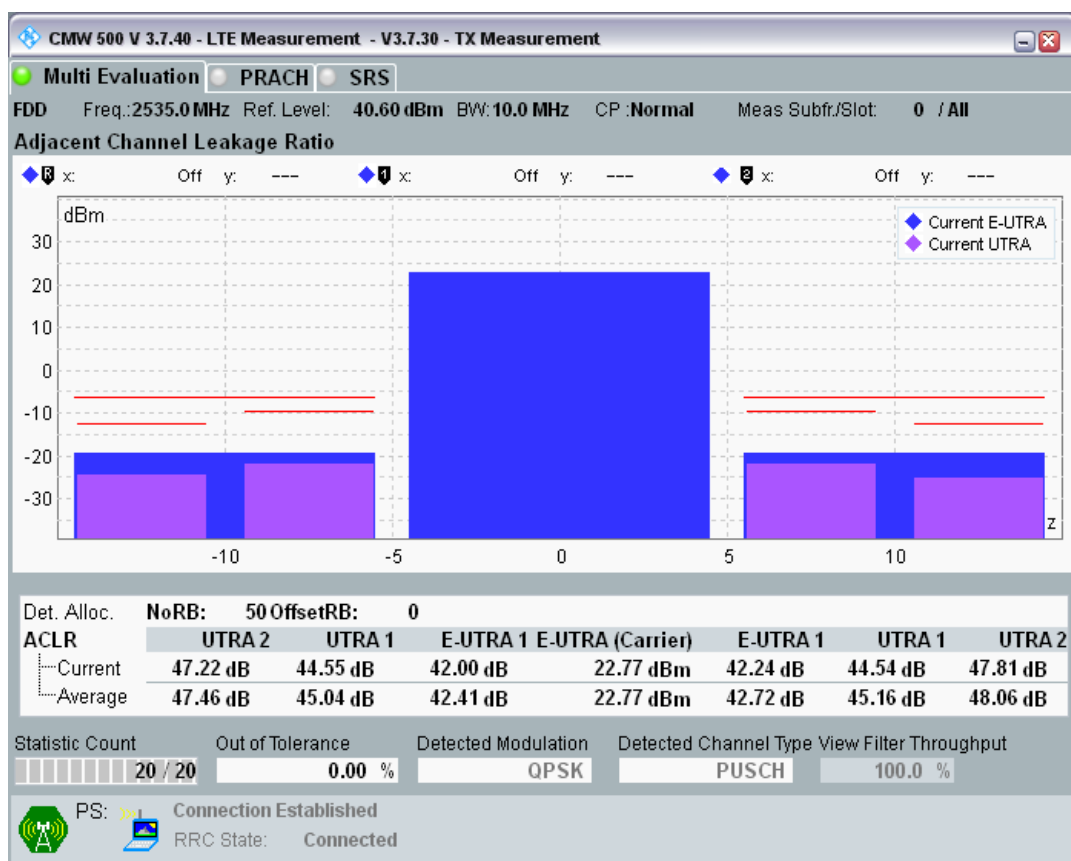 CMW 500 V 3.7.40 - LTE Measurement - V3.7.30 - TX Measurement
Multi Evaluation PRACH SRS
FDD Freq.:2535.0 MHz Ref. Level: 40.60 dBm BW: 10.0 MHz CP :Normal Meas Subfr./Slot: 0 / All
Adjacent Channel Leakage Ratio
R x: Off y: --- 1 x: Off y: --- 2 x: Off y: ---
dBm
Current E-UTRA
Current UTRA
30
20
10
0
-10
-20
-30
z
-10 -5 0 5 10
Det. Alloc. NoRB: 50 OffsetRB: 0
ACLR UTRA 2 UTRA 1 E-UTRA 1 E-UTRA (Carrier) E-UTRA 1 UTRA 1 UTRA 2
Current 47.22 dB 44.55 dB 42.00 dB 22.77 dBm 42.24 dB 44.54 dB 47.81 dB
Average 47.46 dB 45.04 dB 42.41 dB 22.77 dBm 42.72 dB 45.16 dB 48.06 dB
Statistic Count Out of Tolerance Detected Modulation Detected Channel Type View Filter Throughput
20 / 20 0.00 % QPSK PUSCH 100.0 %
PS: Connection Established
RRC State: Connected